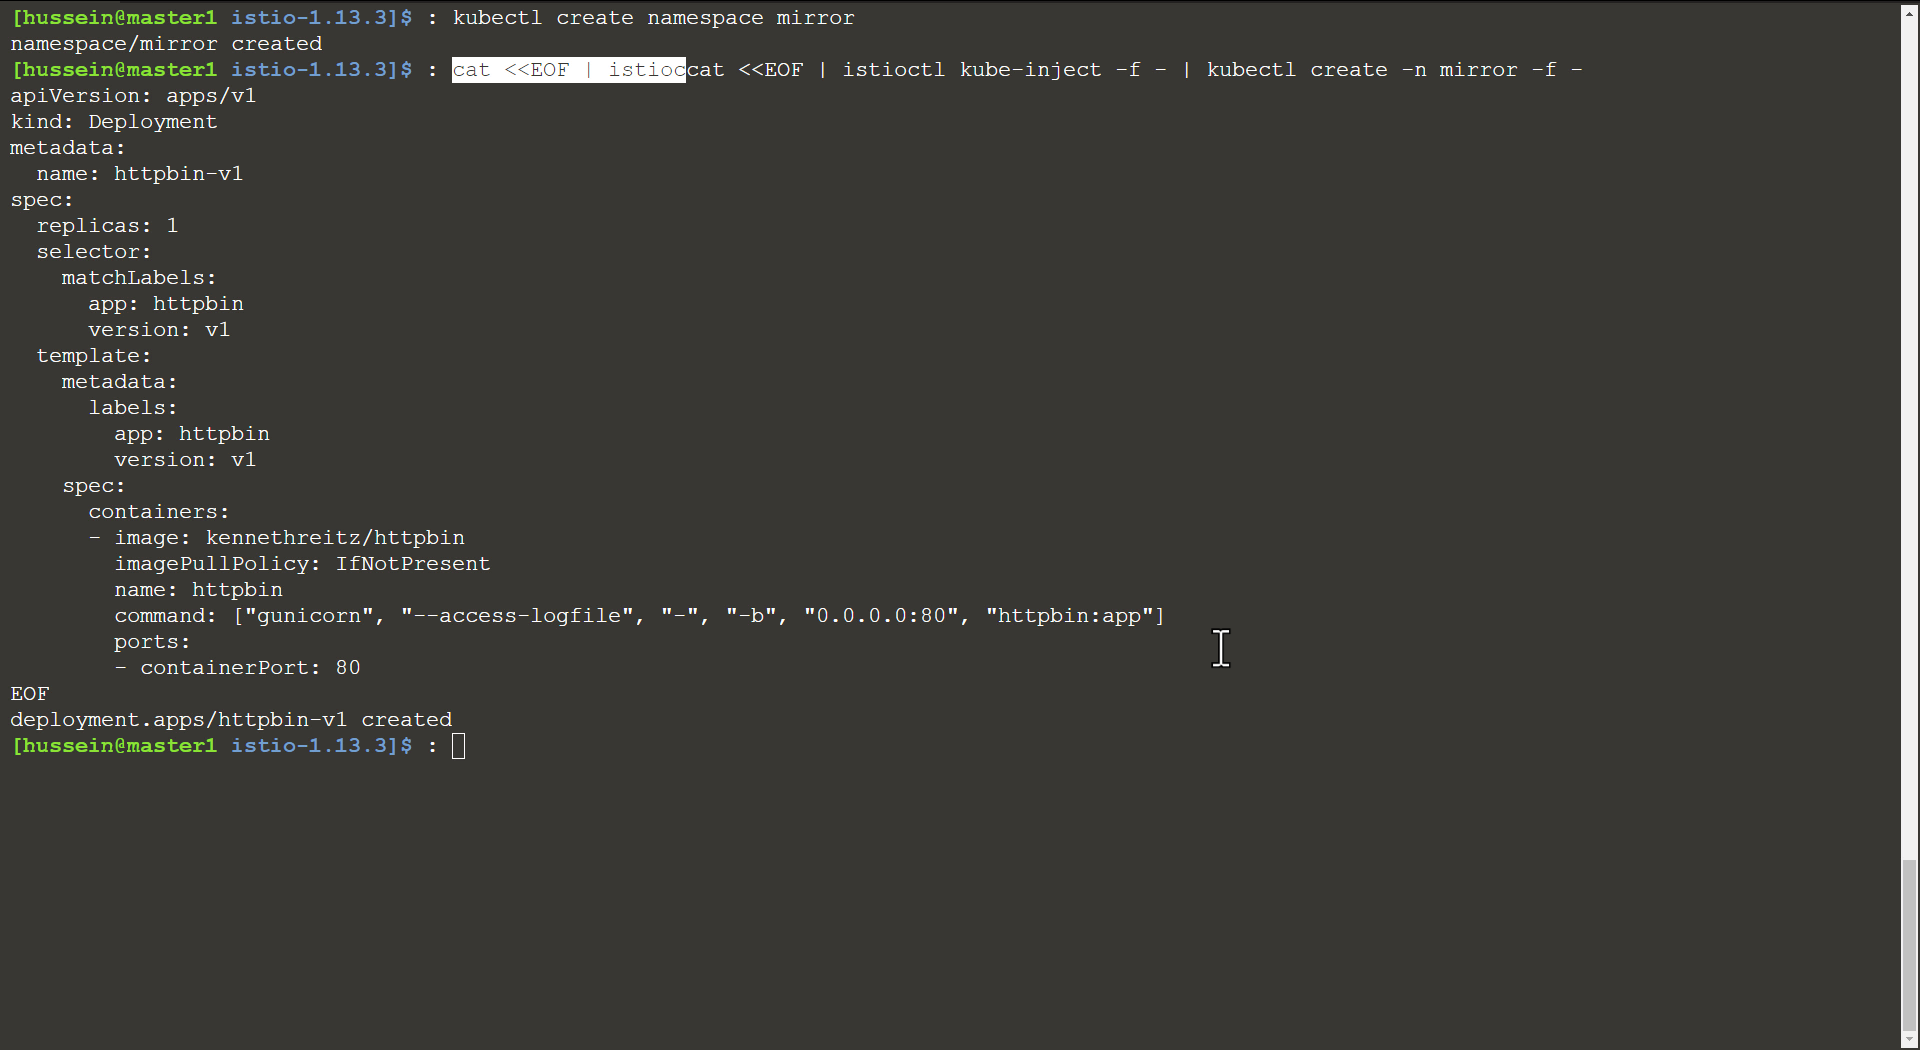 [hussein@master1 istio-1.13.3]$ : kubectl create namespace mirror
namespace/mirror created
[hussein@master1 istio-1.13.3]$ : cat <<EOF | istioccat <<EOF | istioctl kube-inject -f - | kubectl create -n mirror -f -
apiVersion: apps/v1
kind: Deployment
metadata:
  name: httpbin-v1
spec:
  replicas: 1
  selector:
    matchLabels:
      app: httpbin
      version: v1
  template:
    metadata:
      labels:
        app: httpbin
        version: v1
    spec:
      containers:
      - image: kennethreitz/httpbin
        imagePullPolicy: IfNotPresent
        name: httpbin
        command: ["gunicorn", "--access-logfile", "-", "-b", "0.0.0.0:80", "httpbin:app"]
        ports:
        - containerPort: 80
EOF
deployment.apps/httpbin-v1 created
[hussein@master1 istio-1.13.3]$ :